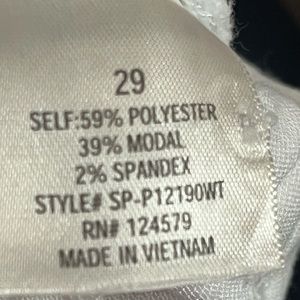 29
SELF:59% POLYESTER
39% MODAL
2% SPANDEX
STYLE# SP-P12190WT
RN# 124579
MADE IN VIETNAM